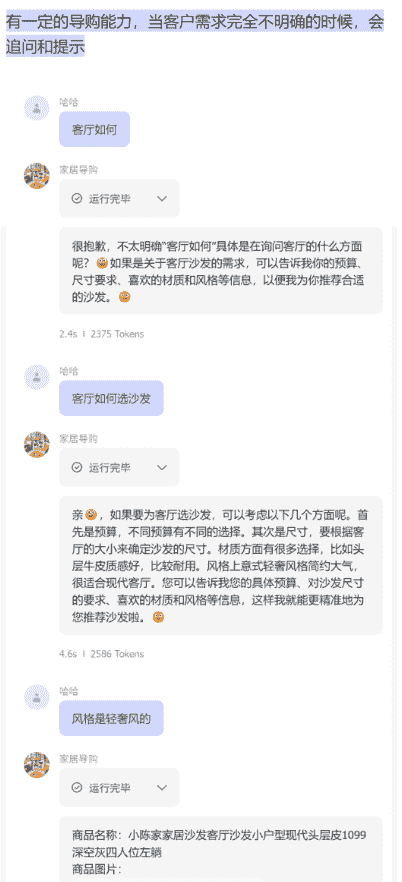 有一定的导购能力，当客户需求完全不明确的时候，会
追问和提示
哈哈
客厅如何
家居导购
运行完毕
很抱歉，不太明确“客厅如何”具体是在询问客厅的什么方面
呢？如果是关于客厅沙发的需求，可以告诉我你的预算、
尺寸要求、喜欢的材质和风格等信息，以便我为你推荐合适
的沙发。
2.4s | 2375 Tokens
哈哈
客厅如何选沙发
家居导购
运行完毕
亲，如果要为客厅选沙发，可以考虑以下几个方面呢。首
先是预算，不同预算有不同的选择。其次是尺寸，要根据客
厅的大小来确定沙发的尺寸。材质方面有很多选择，比如头
层牛皮质感好，比较耐用。风格上意式轻奢风格简约大气，
很适合现代客厅。您可以告诉我您的具体预算、对沙发尺寸
的要求、喜欢的材质和风格等信息，这样我就能更精准地为
您推荐沙发啦。
4.6s | 2586 Tokens
哈哈
风格是轻奢风的
家居导购
运行完毕
商品名称：小陈家家居沙发客厅沙发小户型现代头层皮1099
深空灰四人位左躺
商品图片：